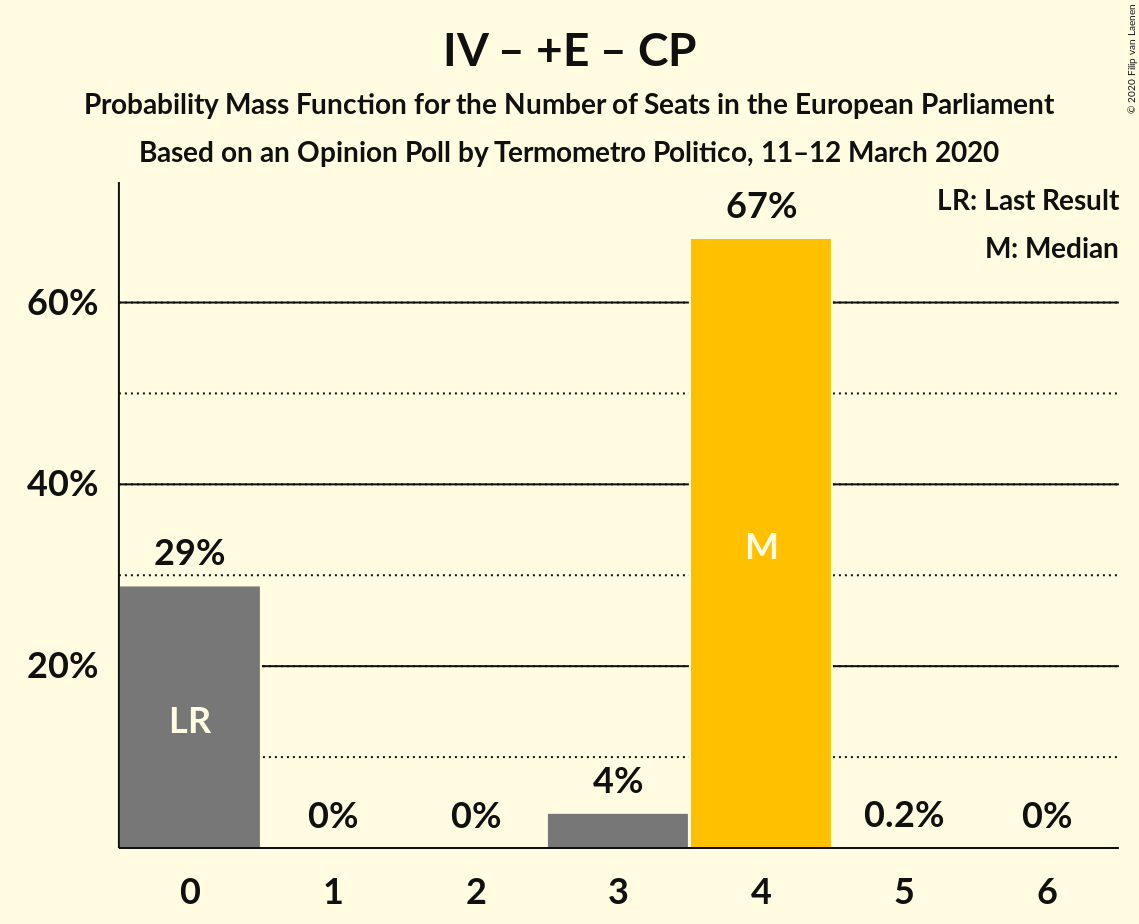 IV – +E – CP
Probability Mass Function for the Number of Seats in the European Parliament
Based on an Opinion Poll by Termometro Politico, 11–12 March 2020
© 2020 Filip van Laenen
LR: Last Result
M: Median
67%
60%
40%
29%
20%
M
LR
0%
0%
4%
0.2%
0%
0
1
2
3
4
5
6